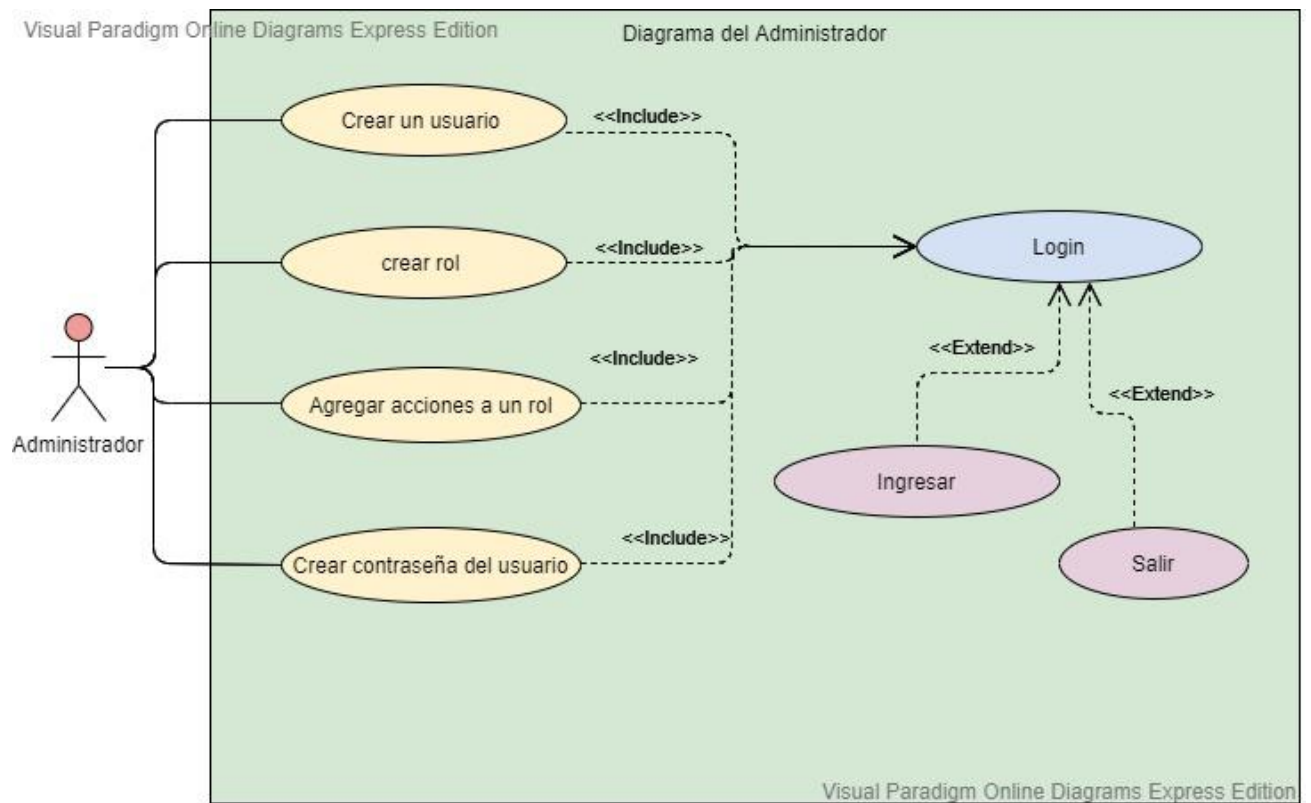 Visual Paradigm Online Diagrams Express Edition
Diagrama del Administrador
Crear un usuario
<<Include>>
crear rol
<<Include>>
Login
Administrador
Agregar acciones a un rol
<<Include>>
<<Extend>>
<<Extend>>
Ingresar
Crear contraseña del usuario
<<Include>>
Salir
Visual Paradigm Online Diagrams Express Edition